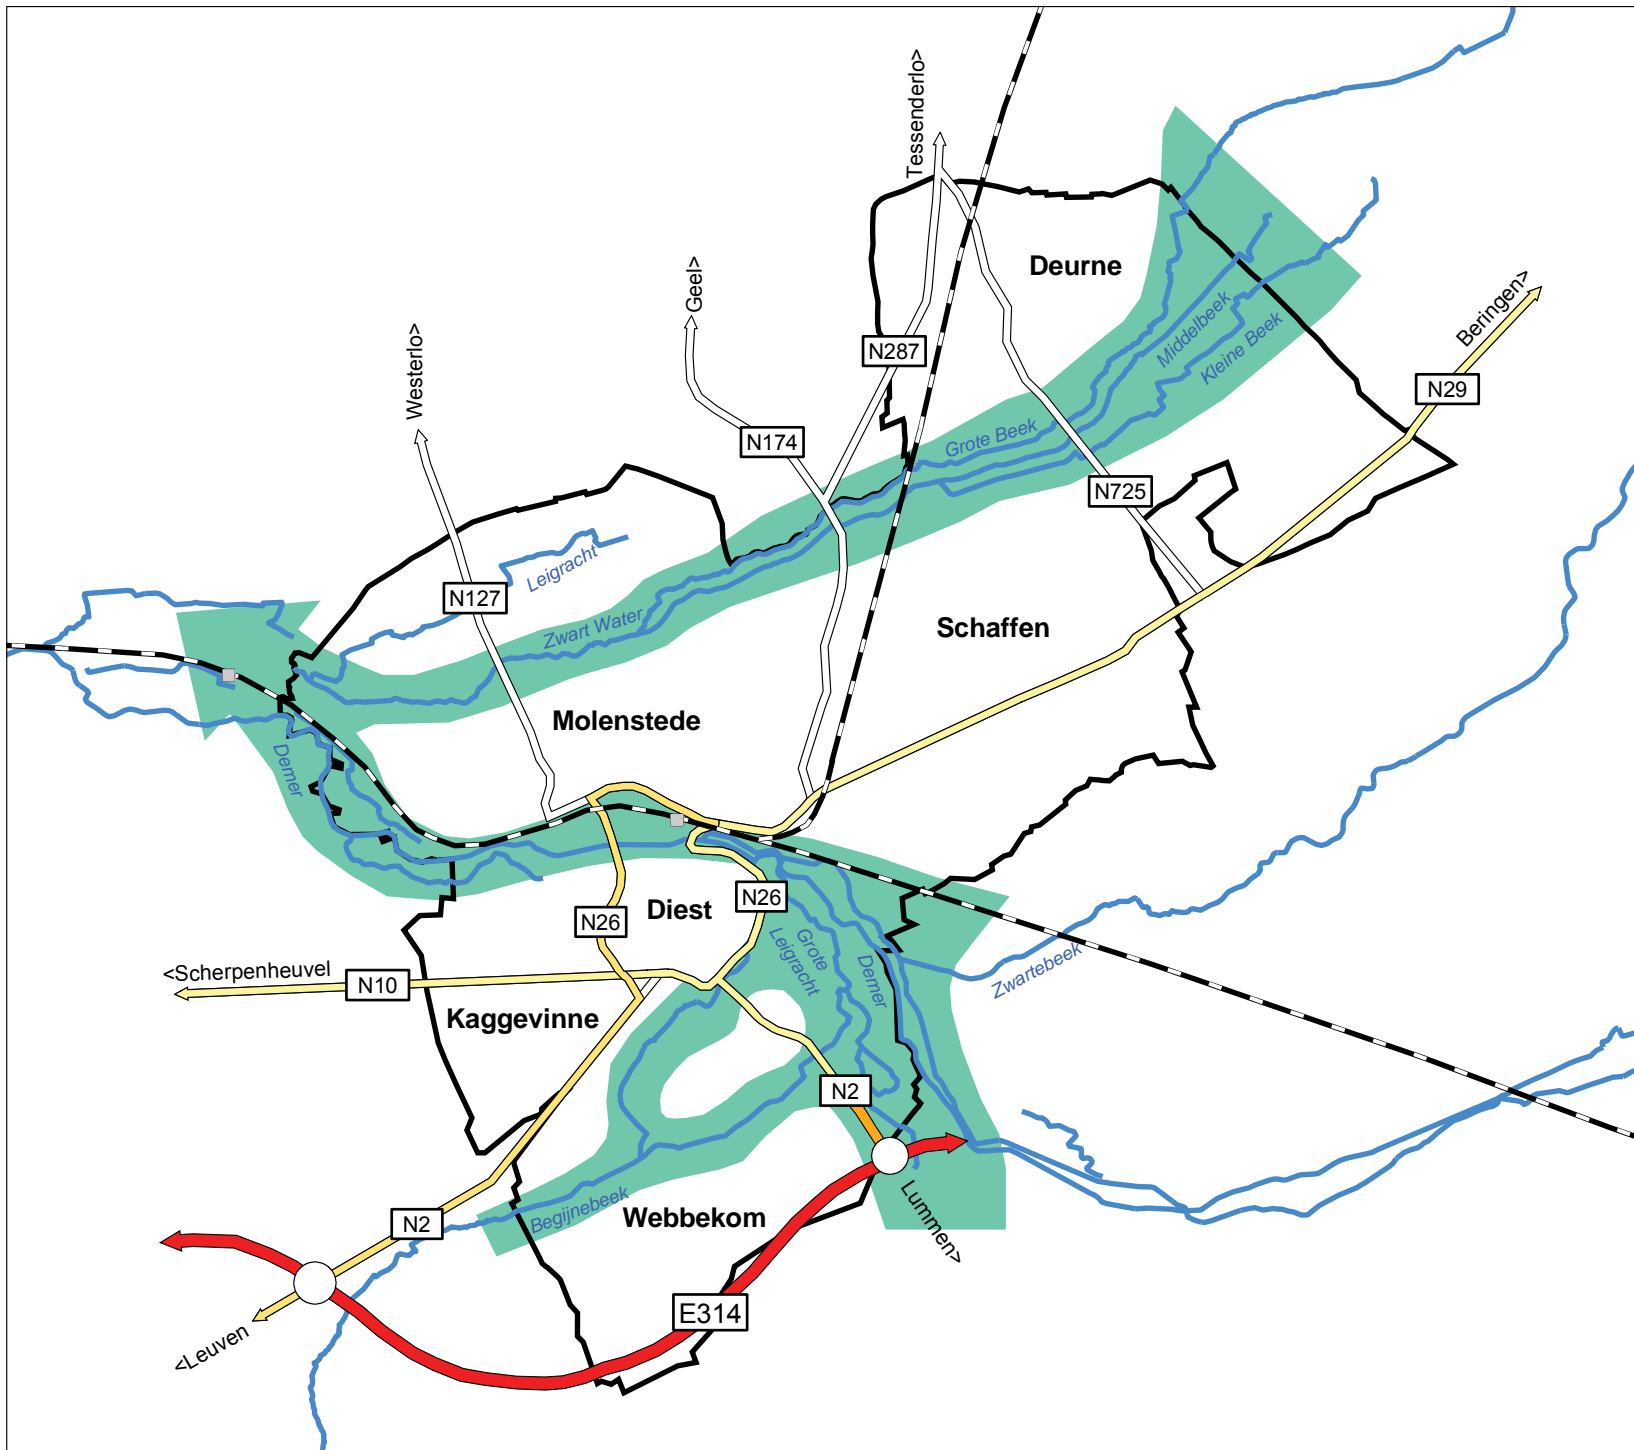 Tessenderlo>
Deurne
Geel>
Beringen>
Middelbeek
Kleine Beek
Westerlo>
N287
N29
N174
Grote Beek
N725
Leigracht
N127
Zwart Water
Schaffen
Molenstede
Demer
N26
Diest
N26
Grote
Leigracht
Demer
Zwartebeek
<Scherpenheuvel
N10
Kaggevinne
N2
Begijnebeek
Webbekom
Lummen>
N2
E314
<Leuven